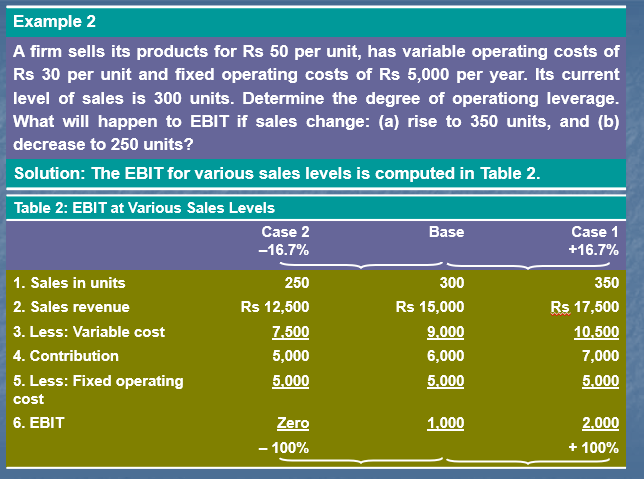 Example 2
A firm sells its products for Rs 50 per unit, has variable operating costs of
Rs 30 per unit and fixed operating costs of Rs 5,000 per year. Its current
level of sales is 300 units. Determine the degree of operationg leverage.
What will happen to EBIT if sales change: (a) rise to 350 units, and (b)
decrease to 250 units?
Solution: The EBIT for various sales levels is computed in Table 2.
Table 2: EBIT at Various Sales Levels
Case 2 Base Case 1
–16.7% +16.7%
1. Sales in units 250 300 350
2. Sales revenue Rs 12,500 Rs 15,000 Rs 17,500
3. Less: Variable cost 7,500 9,000 10,500
4. Contribution 5,000 6,000 7,000
5. Less: Fixed operating 5,000 5,000 5,000
cost
6. EBIT Zero 1,000 2,000
– 100% + 100%